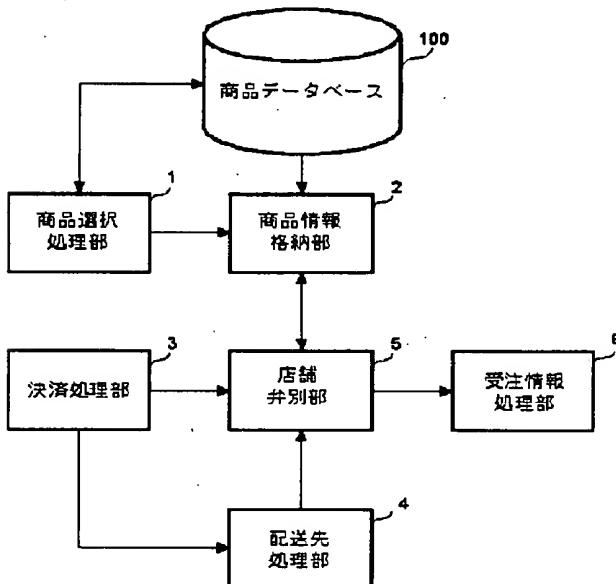 100
商品データベース
1
商品選択
処理部
2
商品情報
格納部
3
決済処理部
5
店舗
弁別部
6
受注情報
処理部
4
配送先
処理部